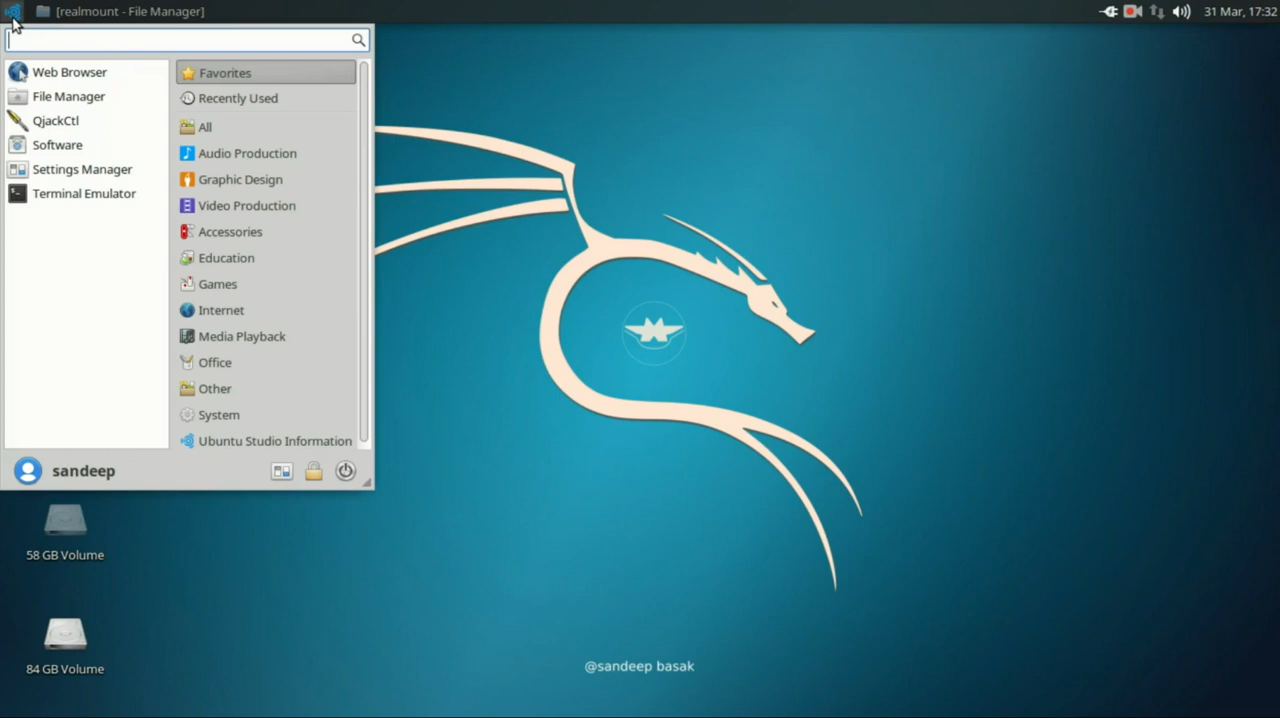 [realmount - File Manager]
31 Mar, 17:32
Web Browser
File Manager
QjackCtl
Software
Settings Manager
Terminal Emulator
Favorites
Recently Used
All
Audio Production
Graphic Design
Video Production
Accessories
Education
Games
Internet
Media Playback
Office
Other
System
Ubuntu Studio Information
sandeep
58 GB Volume
84 GB Volume
@sandeep basak